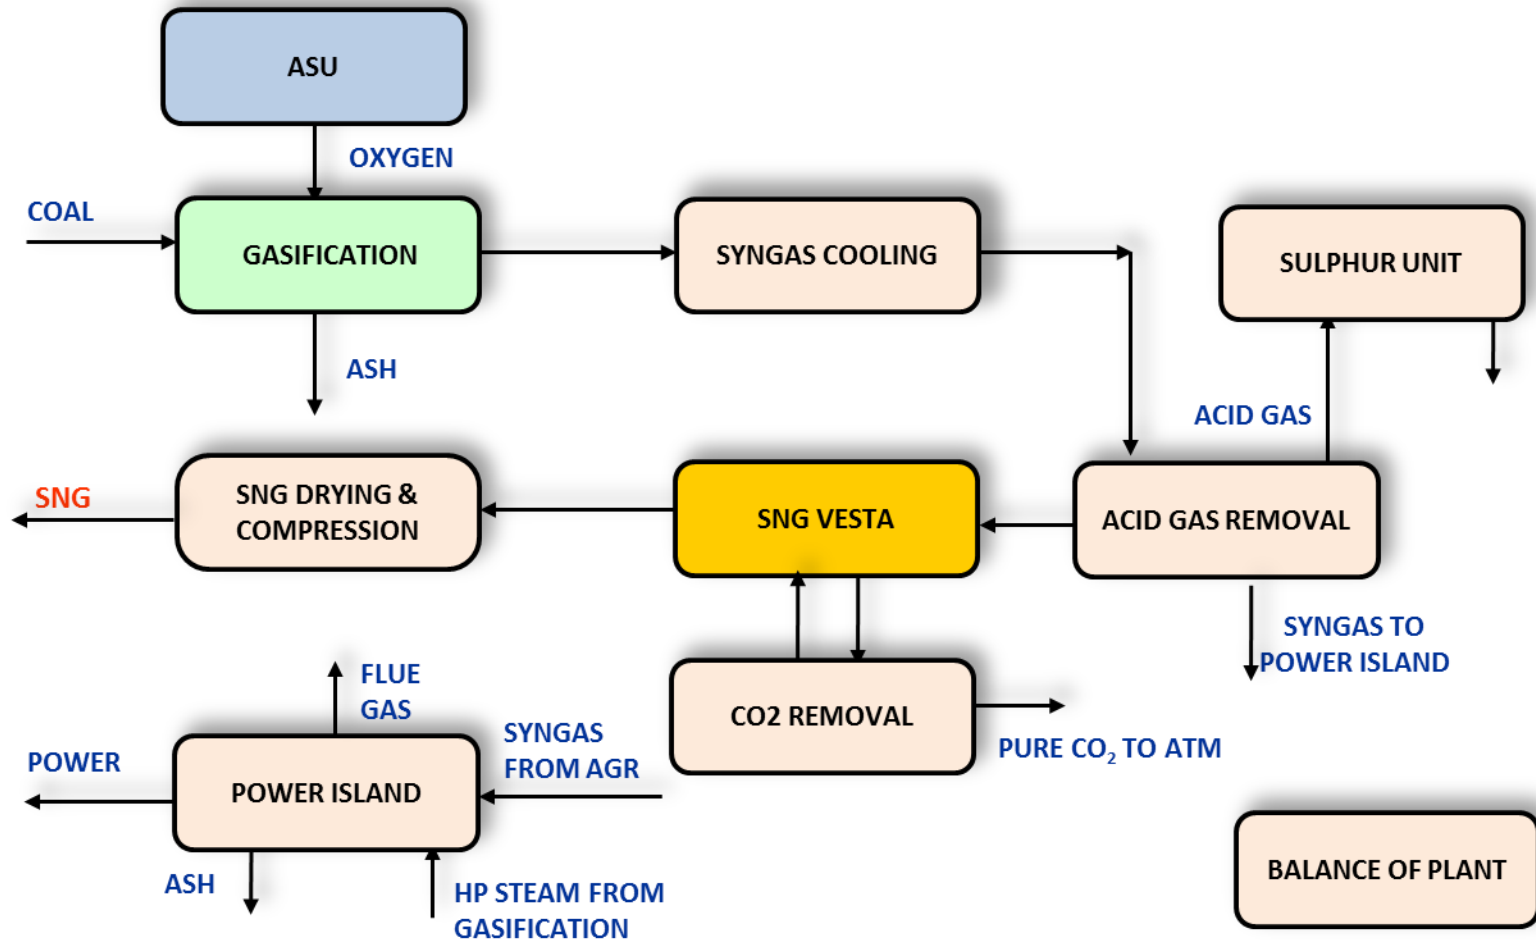 ASU
OXYGEN
COAL
GASIFICATION
SYNGAS COOLING
SULPHUR UNIT
ASH
ACID GAS
SNG
SNG DRYING &
COMPRESSION
SNG VESTA
ACID GAS REMOVAL
SYNGAS TO
POWER ISLAND
FLUE
GAS
CO2 REMOVAL
PURE CO₂ TO ATM
SYNGAS
FROM AGR
POWER
POWER ISLAND
ASH
HP STEAM FROM
GASIFICATION
BALANCE OF PLANT